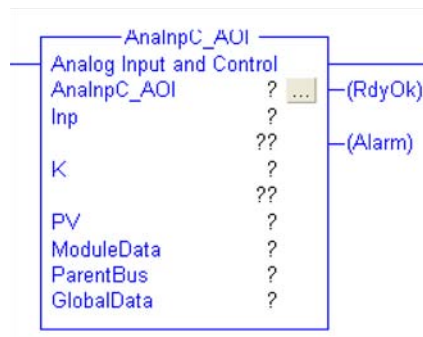 AnaInpC_AOI
Analog Input and Control
AnaInpC_AOI ? ... (RdyOk)
Inp ?
?? (Alarm)
K ?
??
PV ?
ModuleData ?
ParentBus ?
GlobalData ?